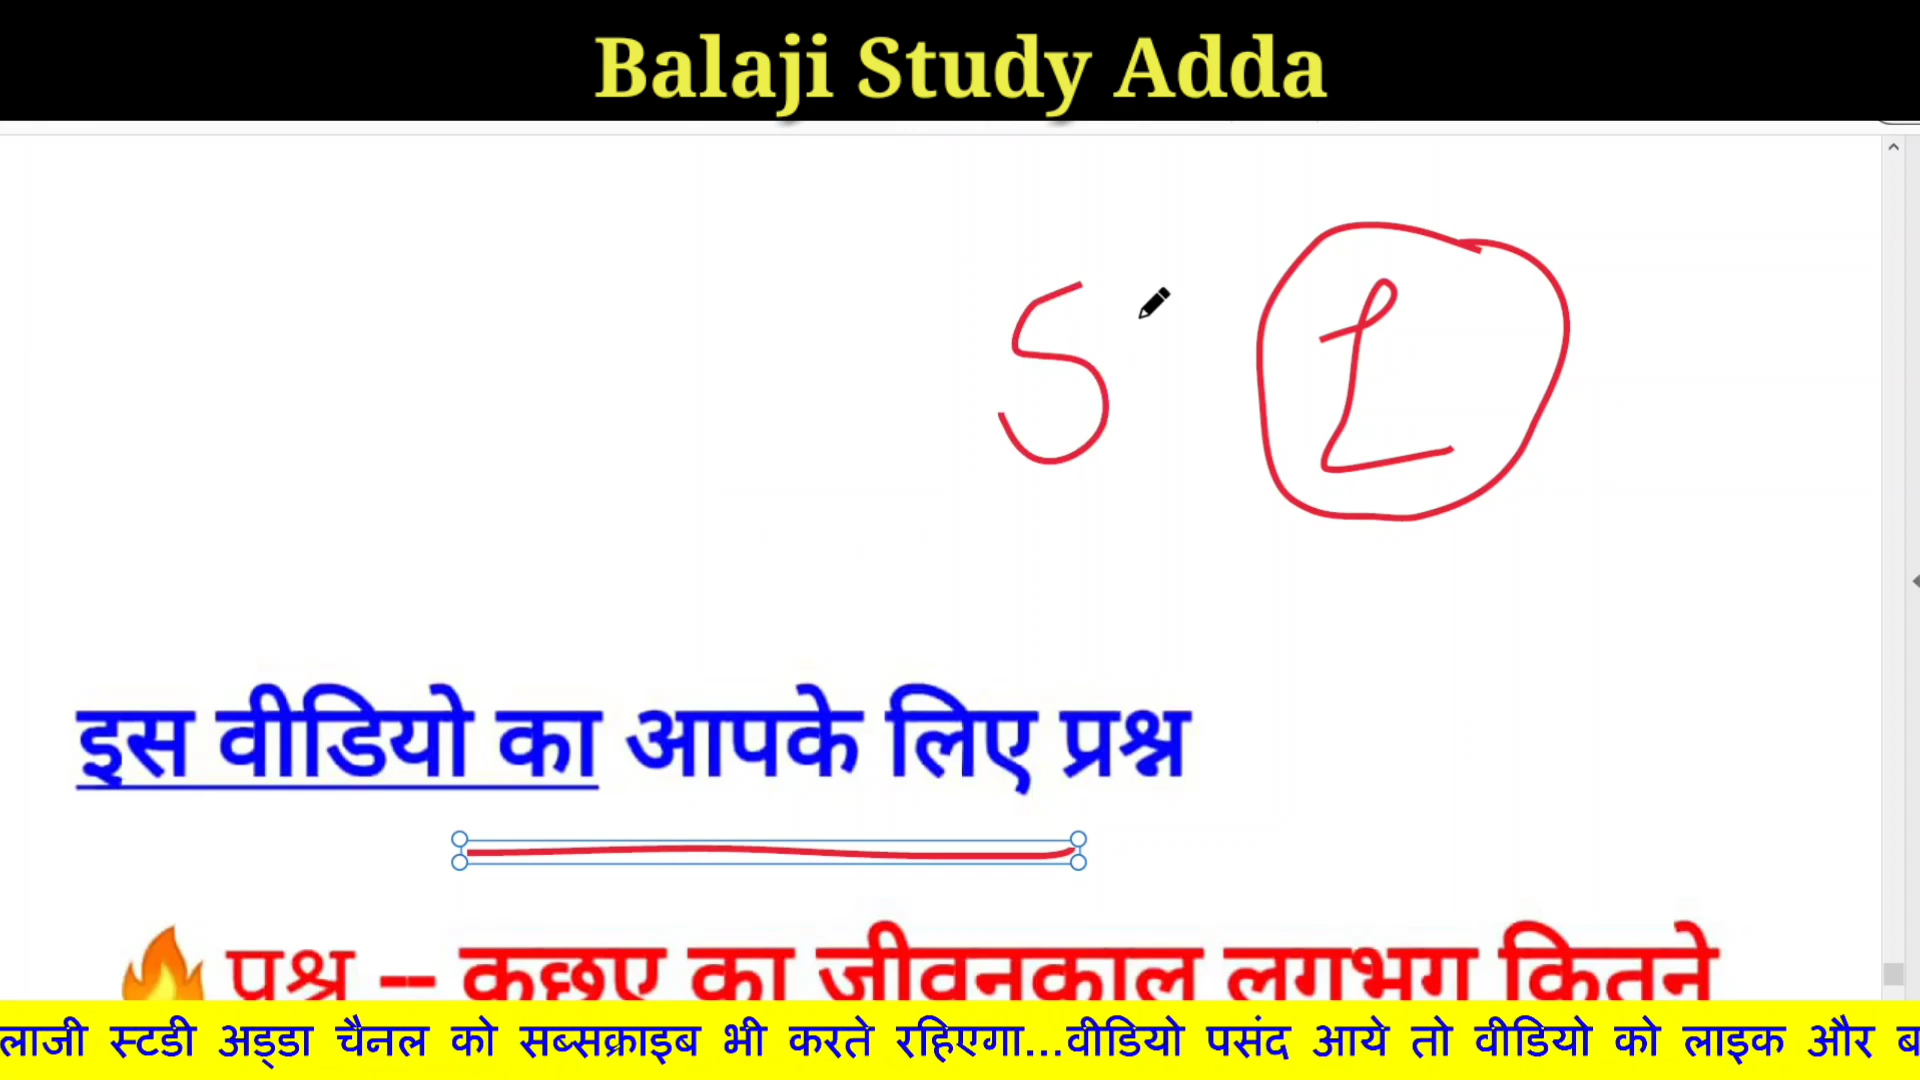 Balaji Study Adda
5 L
इस वीडियो का आपके लिए प्रश्न
प्रश्न -- कछुए का जीवनकाल लगभग कितने
लाजी स्टडी अड्डा चैनल को सब्सक्राइब भी करते रहिएगा...वीडियो पसंद आये तो वीडियो को लाइक और ब